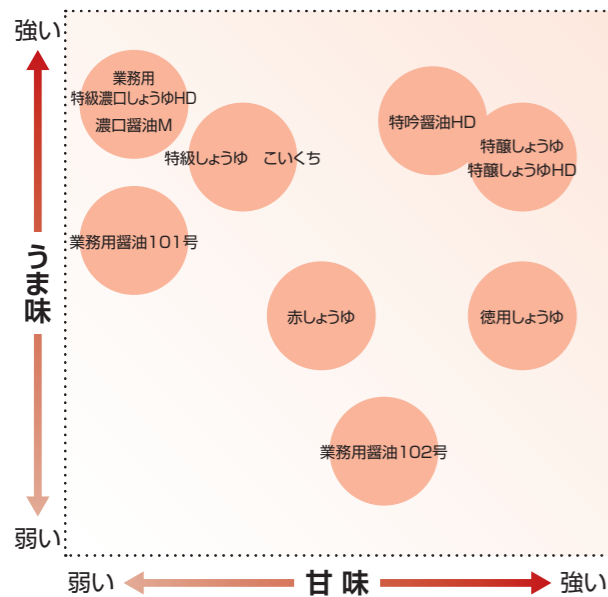 強い
業務用
特級濃口しょうゆHD
濃口醤油M
特級しょうゆ　こいくち
特吟醤油HD
特醸しょうゆ
特醸しょうゆHD
業務用醤油101号
うま味
赤しょうゆ
徳用しょうゆ
業務用醤油102号
弱い
弱い
甘味
強い